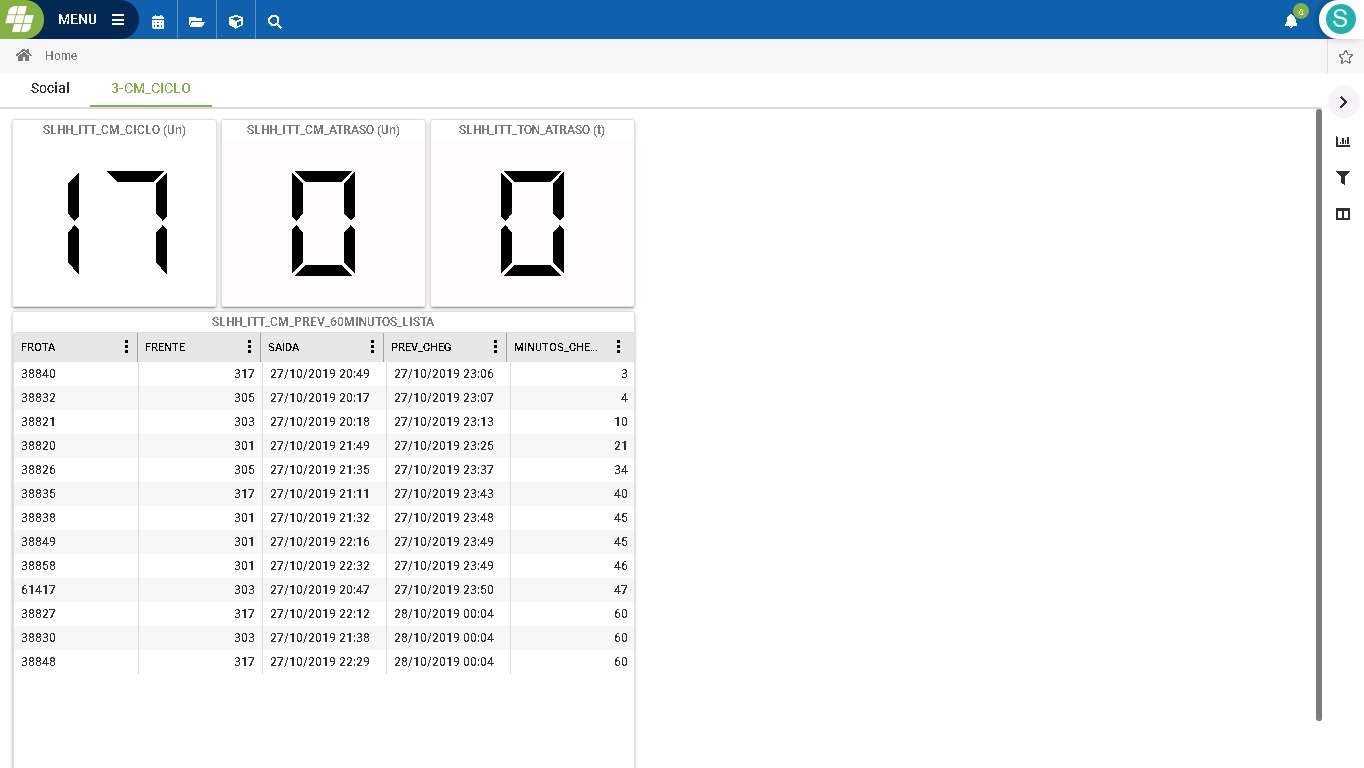 MENU
0
S
Home
Social 3-CM_CICLO
SLHH_ITT_CM_CICLO (Un) SLHH_ITT_CM_ATRASO (Un) SLHH_ITT_TON_ATRASO (t)
17 0 0
SLHH_ITT_CM_PREV_60MINUTOS_LISTA
FROTA FRENTE SAIDA PREV_CHEG MINUTOS_CHE...
38840 317 27/10/2019 20:49 27/10/2019 23:06 3
38832 305 27/10/2019 20:17 27/10/2019 23:07 4
38821 303 27/10/2019 20:18 27/10/2019 23:13 10
38820 301 27/10/2019 21:49 27/10/2019 23:25 21
38826 305 27/10/2019 21:35 27/10/2019 23:37 34
38835 317 27/10/2019 21:11 27/10/2019 23:43 40
38838 301 27/10/2019 21:32 27/10/2019 23:48 45
38849 301 27/10/2019 22:16 27/10/2019 23:49 45
38858 301 27/10/2019 22:32 27/10/2019 23:49 46
61417 303 27/10/2019 20:47 27/10/2019 23:50 47
38827 317 27/10/2019 22:12 28/10/2019 00:04 60
38830 303 27/10/2019 21:38 28/10/2019 00:04 60
38848 317 27/10/2019 22:29 28/10/2019 00:04 60